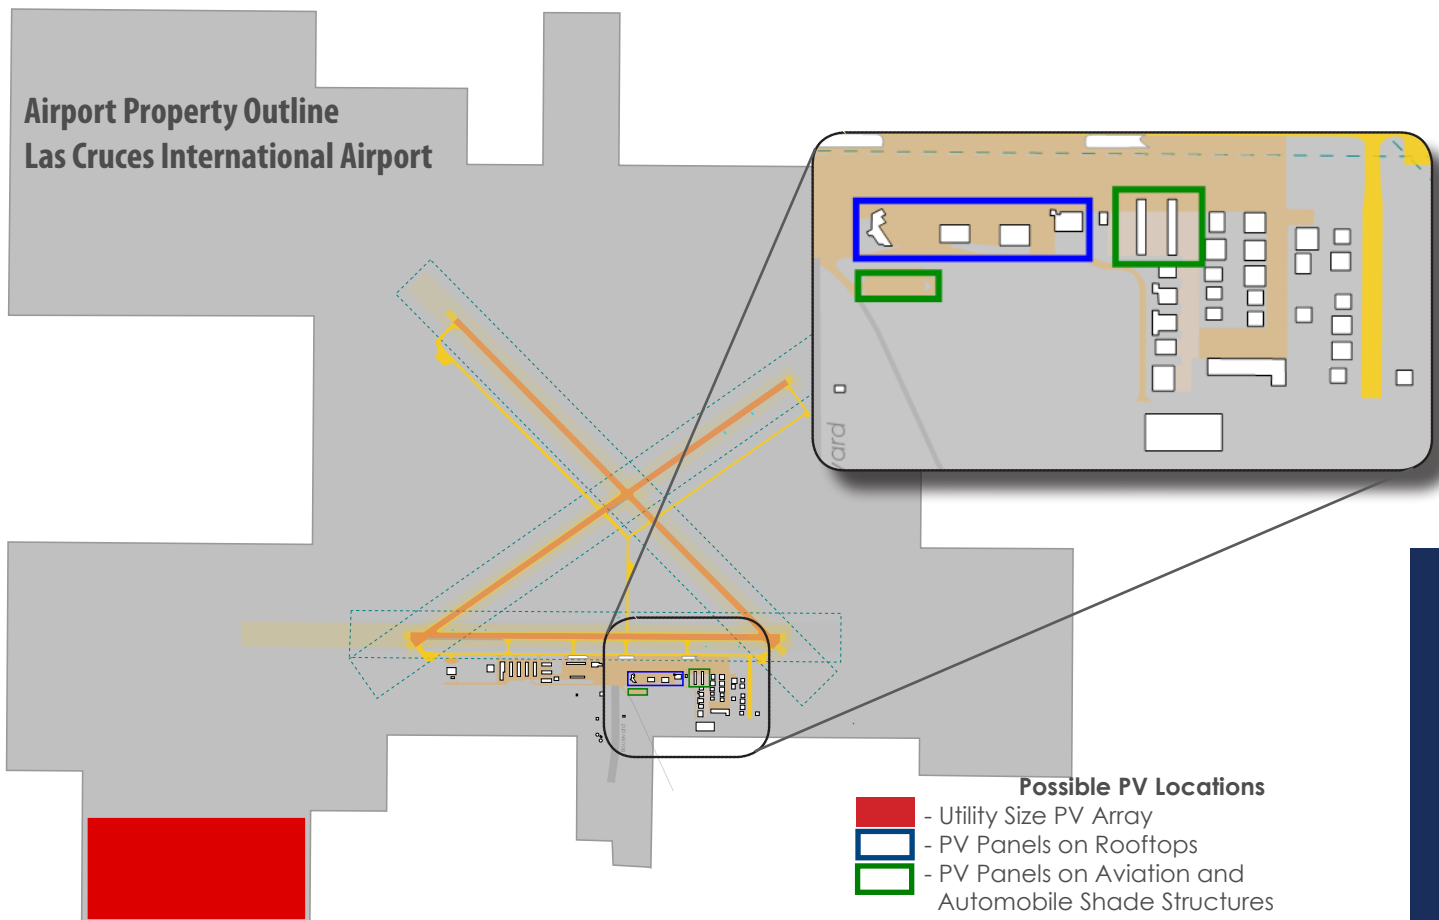 Airport Property Outline
Las Cruces International Airport
vard
Possible PV Locations
- Utility Size PV Array
- PV Panels on Rooftops
- PV Panels on Aviation and
Automobile Shade Structures